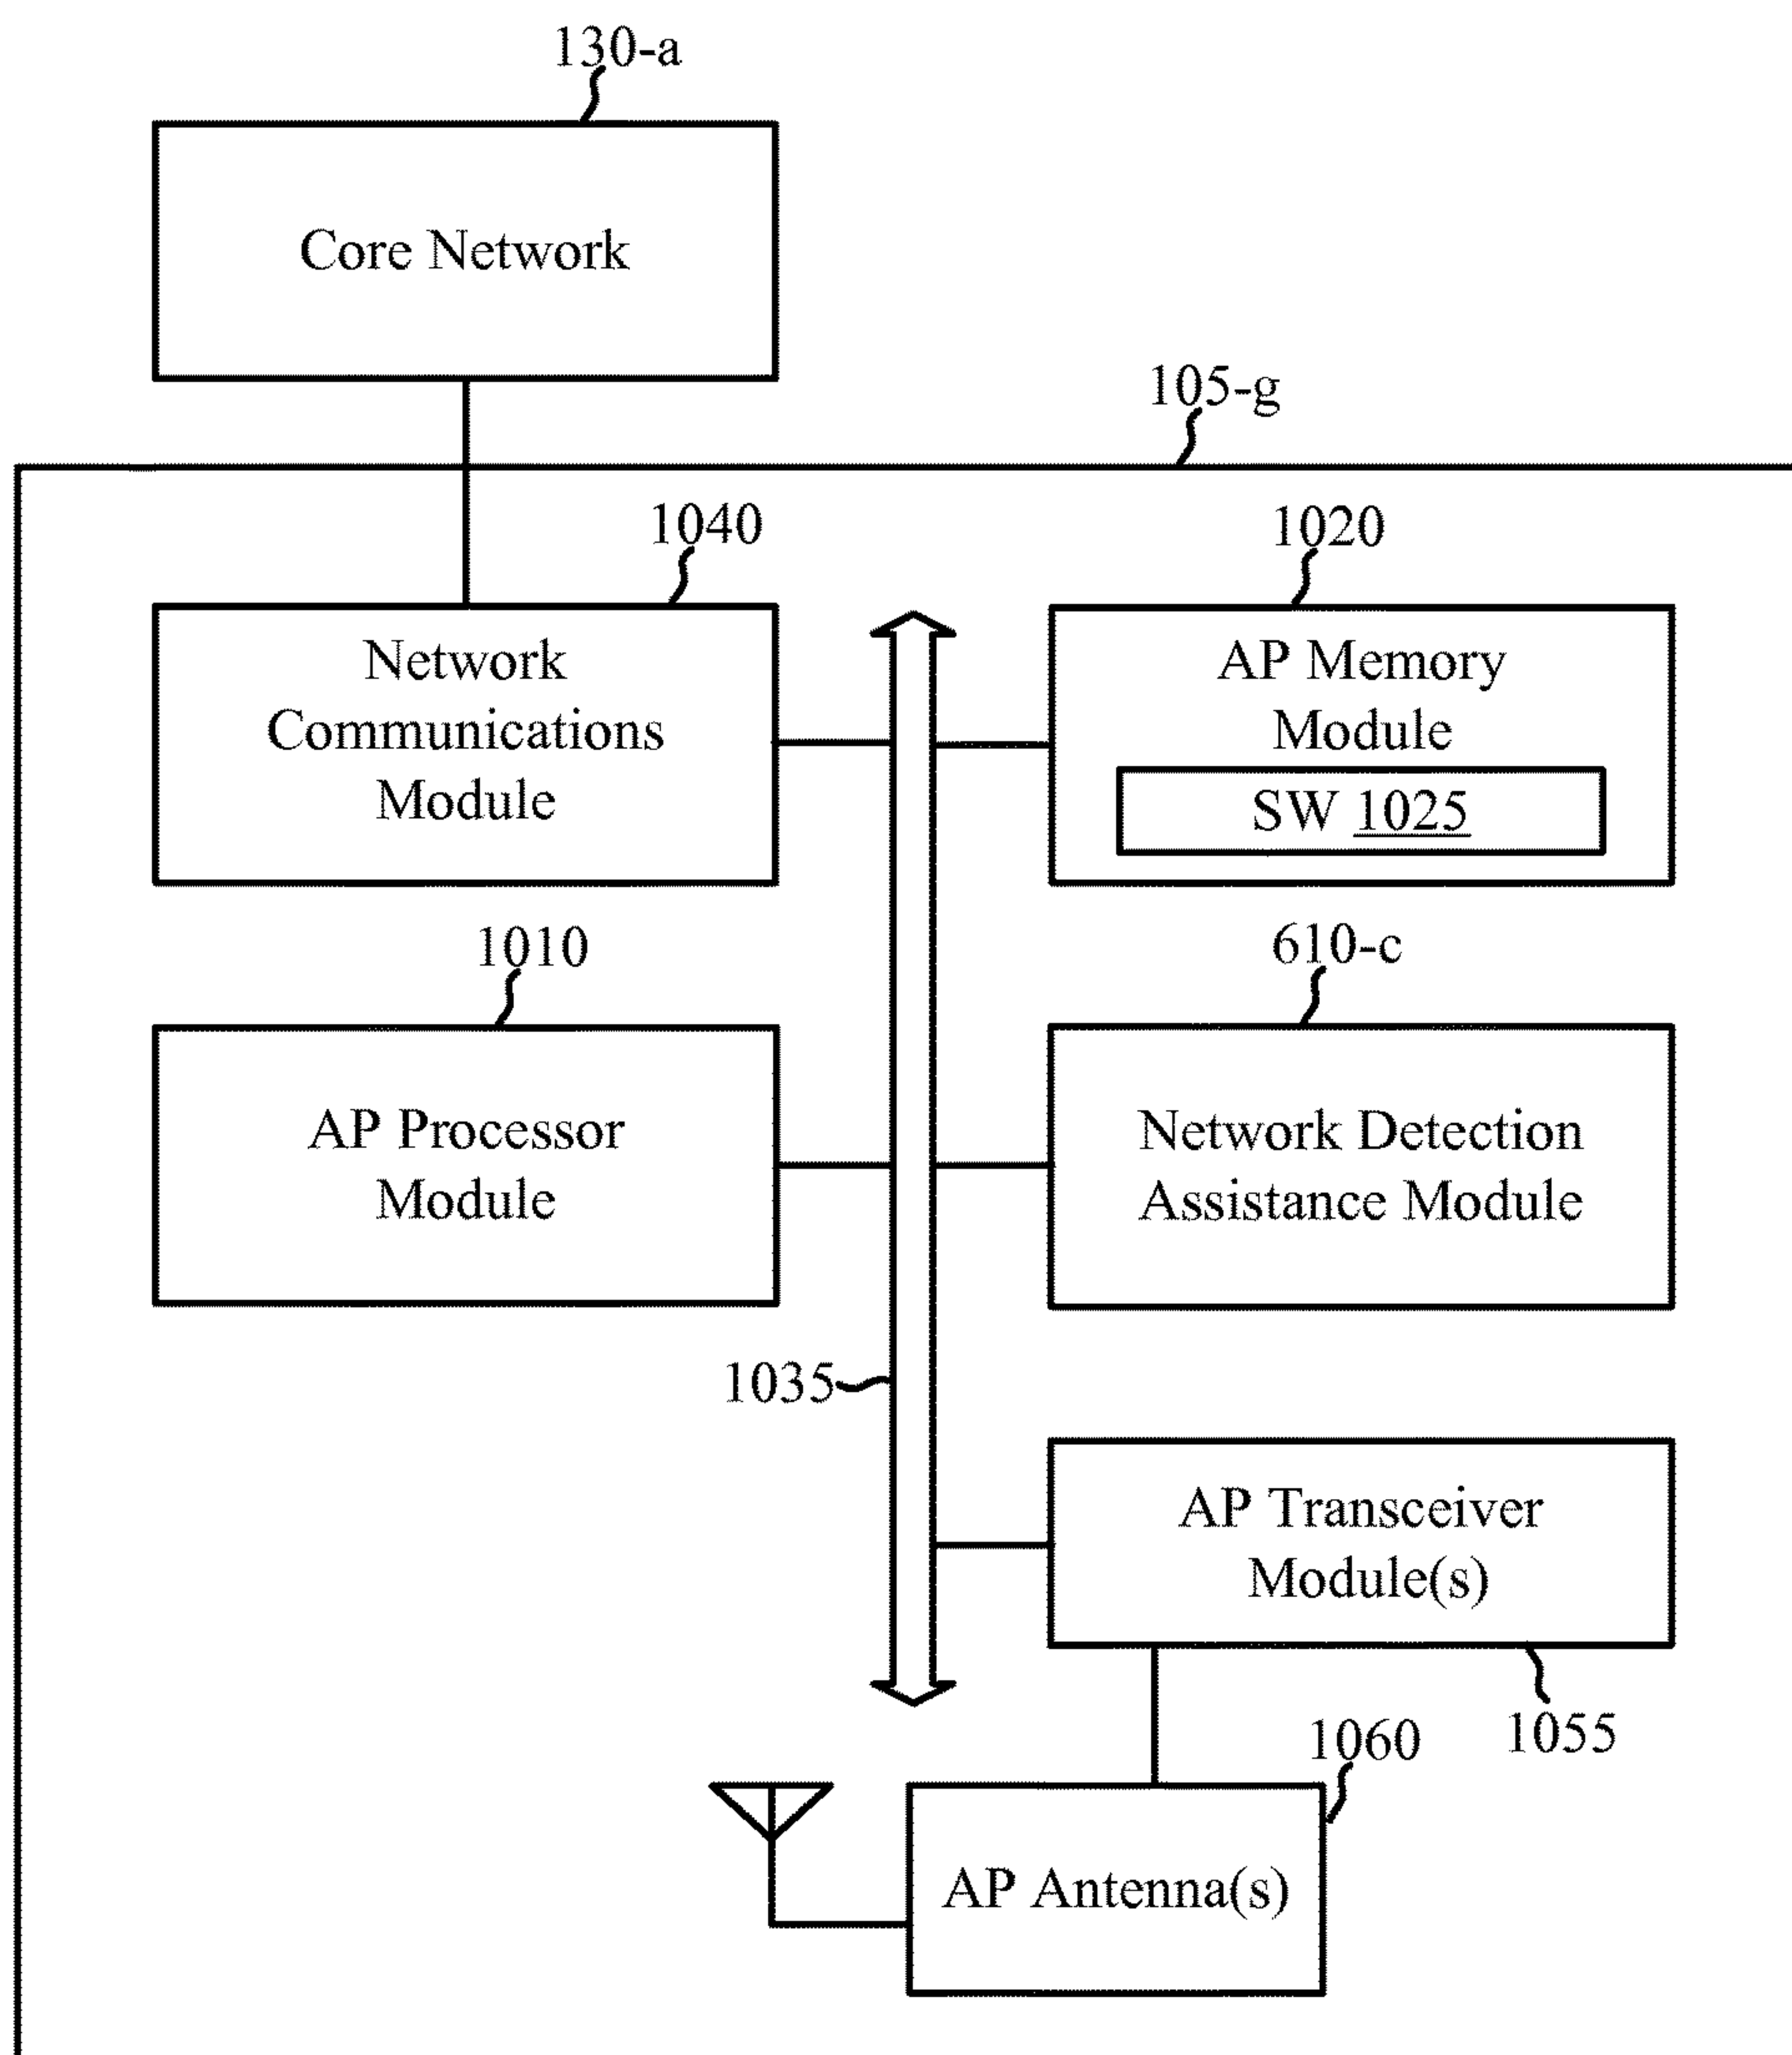 130-a
Core Network
105-g
1040
1020
Network
Communications
Module
AP Memory
Module
SW 1025
1010
610-c
AP Processor
Module
Network Detection
Assistance Module
1035
AP Transceiver
Module(s)
1055
1060
AP Antenna(s)